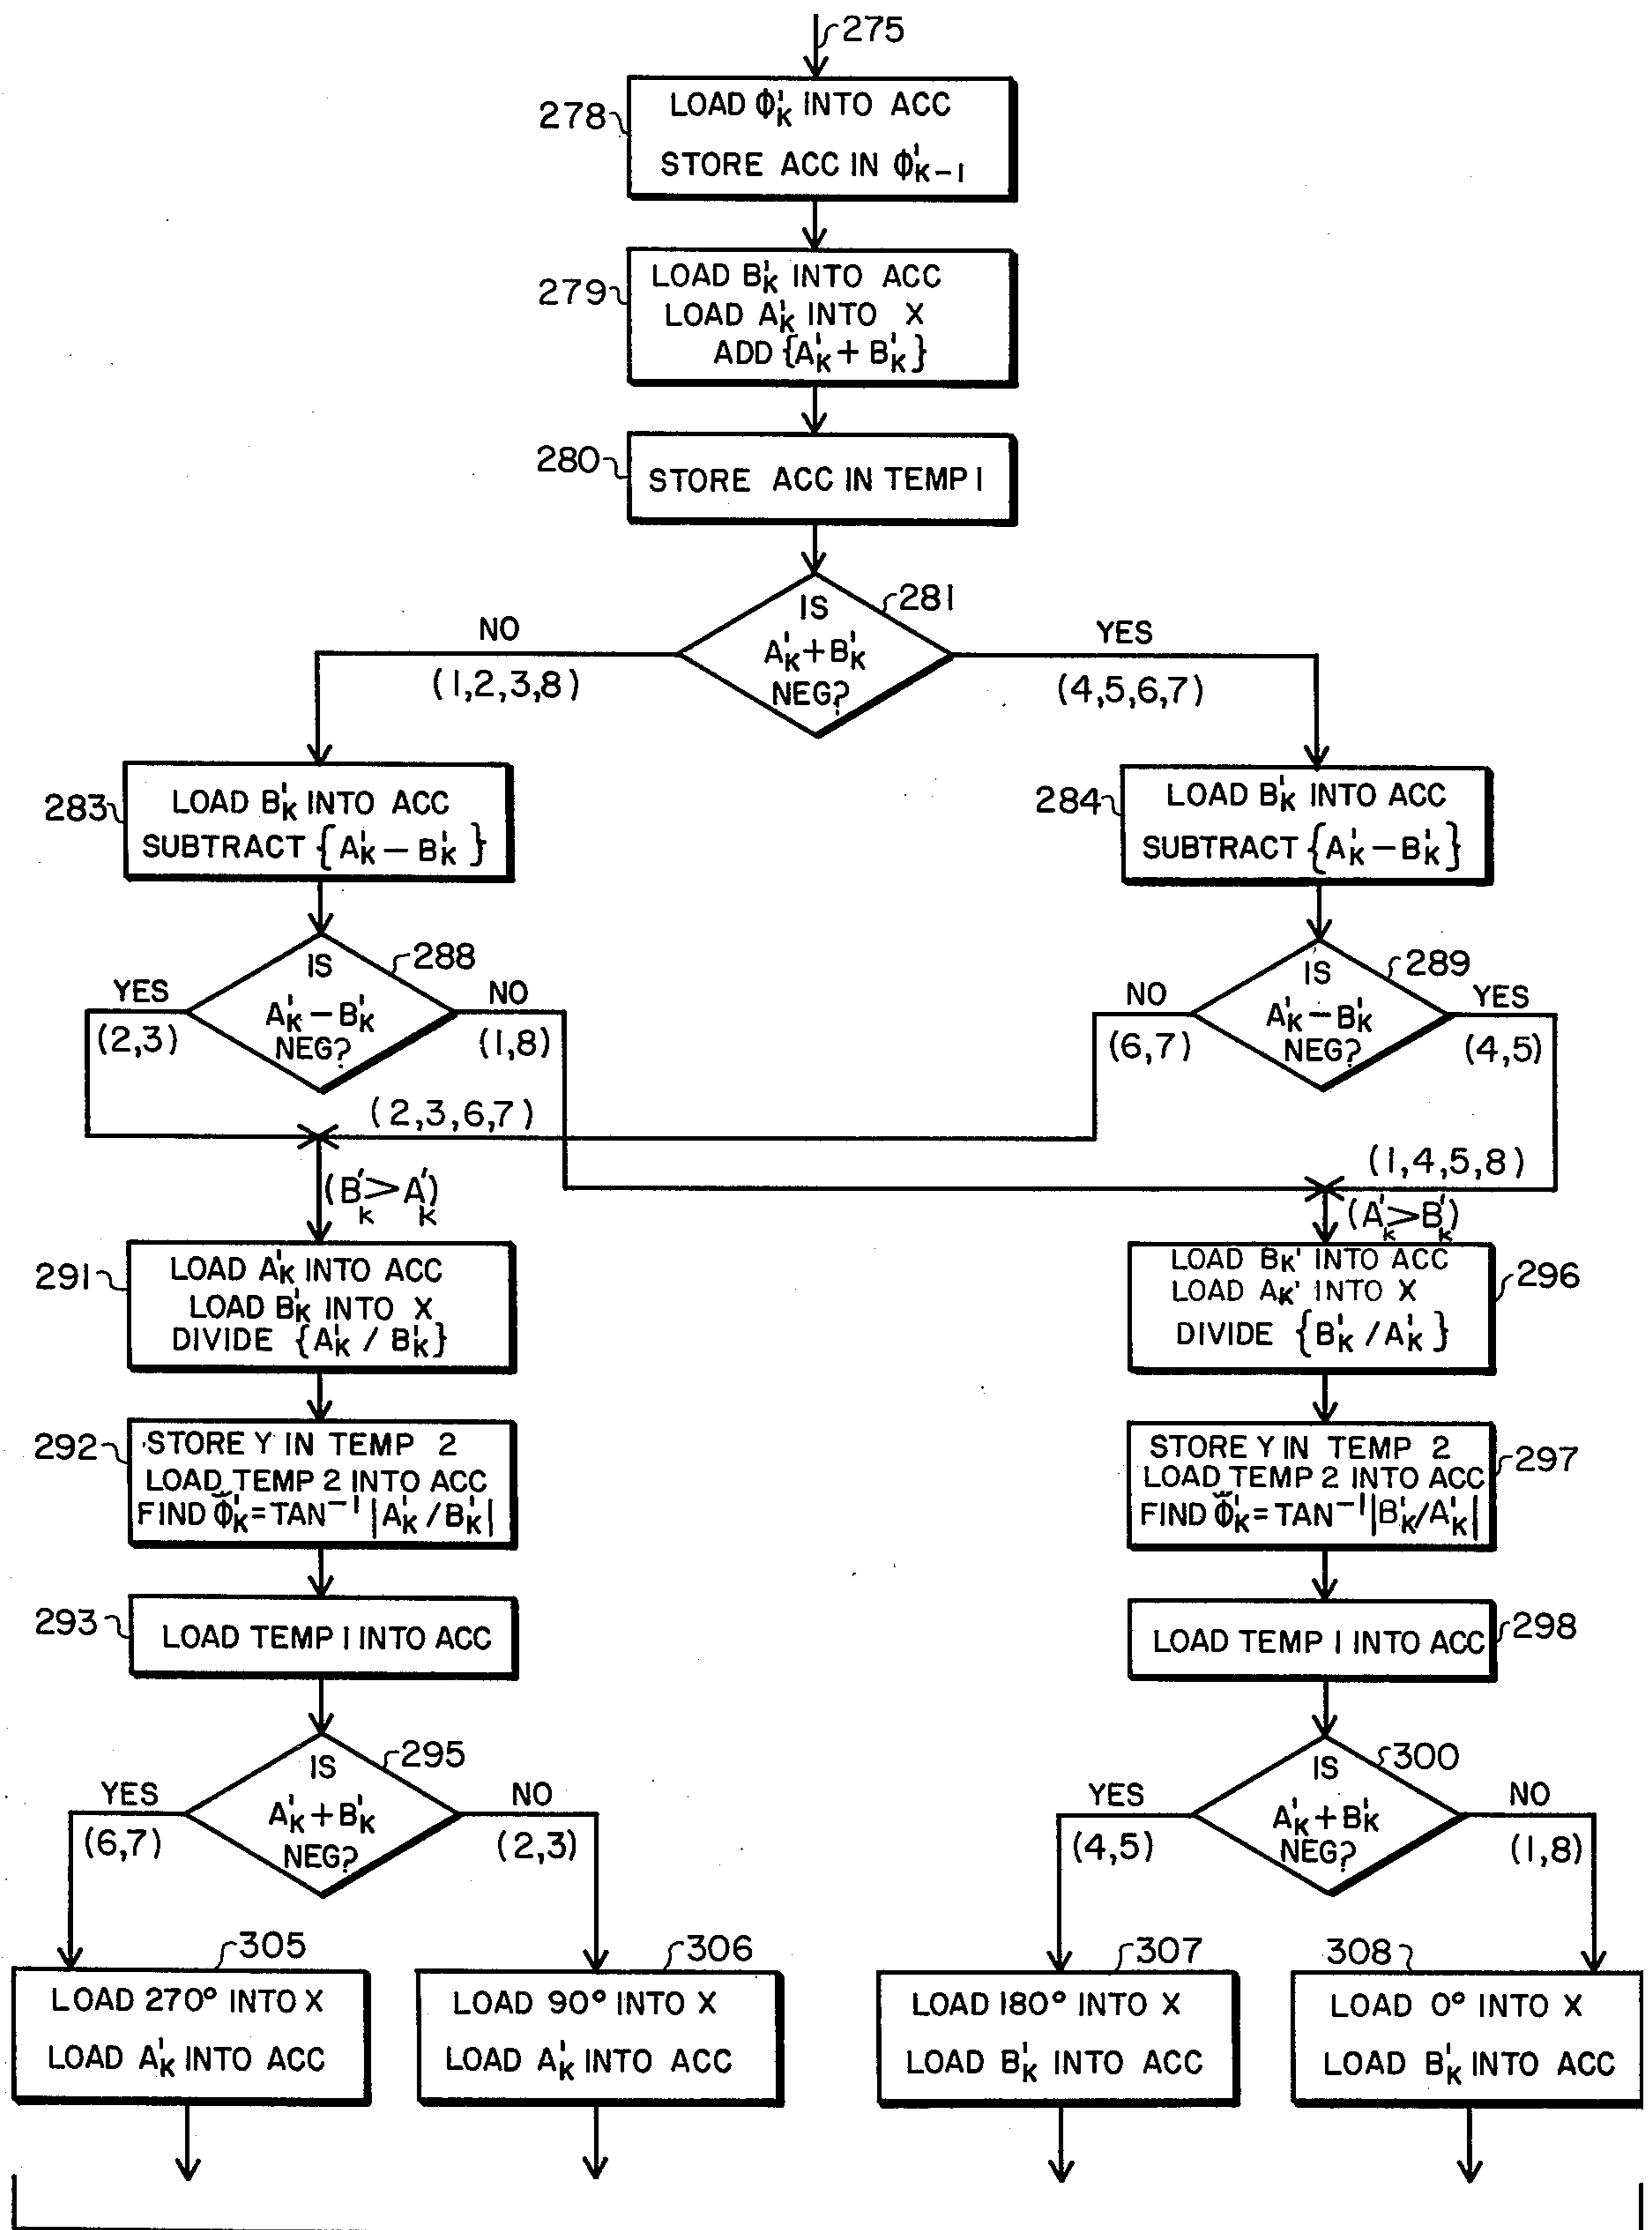 275
278
LOAD Φ'K INTO ACC
STORE ACC IN Φ'K-1
279
LOAD B'K INTO ACC
LOAD A'K INTO X
ADD {A'K + B'K}
280
STORE ACC IN TEMP 1
281
IS
A'K + B'K
NEG?
NO
(1,2,3,8)
YES
(4,5,6,7)
283
LOAD B'K INTO ACC
SUBTRACT {A'K - B'K}
284
LOAD B'K INTO ACC
SUBTRACT {A'K - B'K}
288
IS
A'K - B'K
NEG?
YES
(2,3)
NO
(1,8)
289
IS
A'K - B'K
NEG?
NO
(6,7)
YES
(4,5)
(2,3,6,7)
(1,4,5,8)
(B'k > A'k)
(A'k > B'k)
291
LOAD A'K INTO ACC
LOAD B'K INTO X
DIVIDE {A'K / B'K}
296
LOAD BK' INTO ACC
LOAD AK' INTO X
DIVIDE {B'K / A'K}
292
STORE Y IN TEMP 2
LOAD TEMP 2 INTO ACC
FIND Φ̆'K = TAN⁻¹ |A'K / B'K|
297
STORE Y IN TEMP 2
LOAD TEMP 2 INTO ACC
FIND Φ̆'K = TAN⁻¹ |B'K / A'K|
293
LOAD TEMP 1 INTO ACC
298
LOAD TEMP 1 INTO ACC
295
IS
A'K + B'K
NEG?
YES
(6,7)
NO
(2,3)
300
IS
A'K + B'K
NEG?
YES
(4,5)
NO
(1,8)
305
LOAD 270° INTO X
LOAD A'K INTO ACC
306
LOAD 90° INTO X
LOAD A'K INTO ACC
307
LOAD 180° INTO X
LOAD B'K INTO ACC
308
LOAD 0° INTO X
LOAD B'K INTO ACC